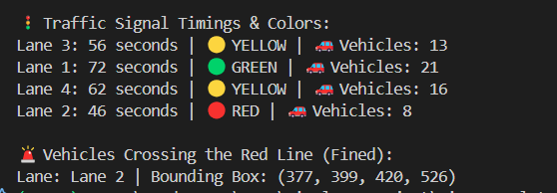 🚦 Traffic Signal Timings & Colors:
Lane 3: 56 seconds | 🟡 YELLOW | 🚗 Vehicles: 13
Lane 1: 72 seconds | 🟢 GREEN | 🚗 Vehicles: 21
Lane 4: 62 seconds | 🟡 YELLOW | 🚗 Vehicles: 16
Lane 2: 46 seconds | 🔴 RED | 🚗 Vehicles: 8
🚨 Vehicles Crossing the Red Line (Fined):
Lane: Lane 2 | Bounding Box: (377, 399, 420, 526)